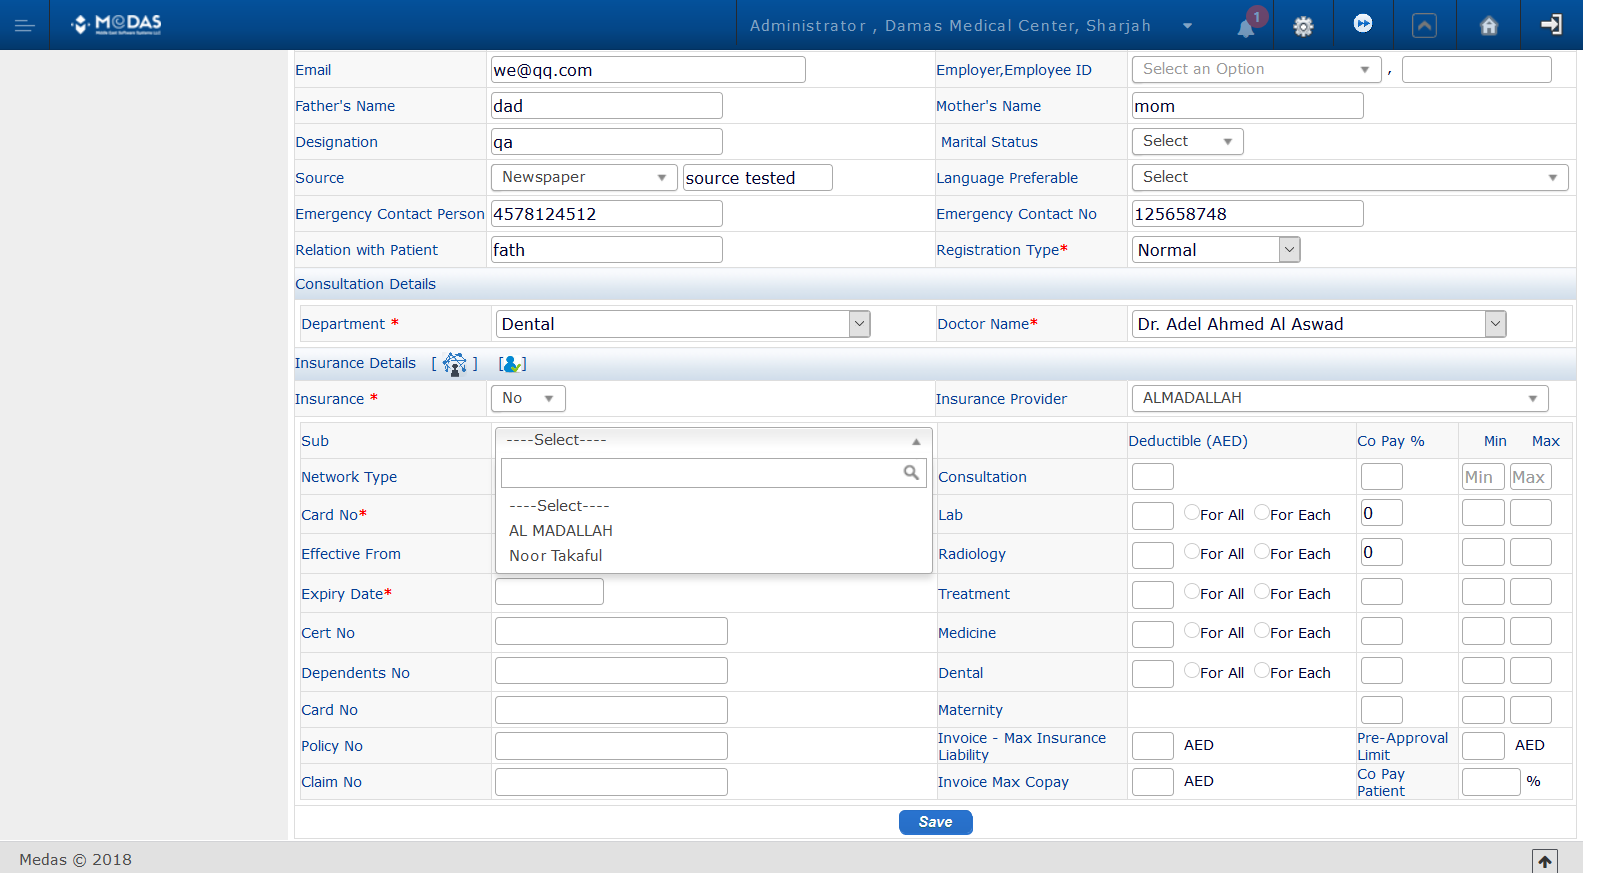 M@DAS
Middle East Software Systems LLC
Administrator , Damas Medical Center, Sharjah
1
Email we@qq.com Employer,Employee ID Select an Option ,
Father's Name dad Mother's Name mom
Designation qa Marital Status Select
Source Newspaper source tested Language Preferable Select
Emergency Contact Person 4578124512 Emergency Contact No 125658748
Relation with Patient fath Registration Type* Normal
Consultation Details
Department * Dental Doctor Name* Dr. Adel Ahmed Al Aswad
Insurance Details [ ] [ ]
Insurance * No Insurance Provider ALMADALLAH
Sub ----Select---- Deductible (AED) Co Pay % Min Max
Network Type Consultation Min Max
----Select----
Card No* Lab For All For Each 0
AL MADALLAH
Effective From Noor Takaful Radiology For All For Each 0
Expiry Date* Treatment For All For Each
Cert No Medicine For All For Each
Dependents No Dental For All For Each
Card No Maternity
Policy No Invoice - Max Insurance Liability AED Pre-Approval Limit AED
Claim No Invoice Max Copay AED Co Pay Patient %
Save
Medas © 2018